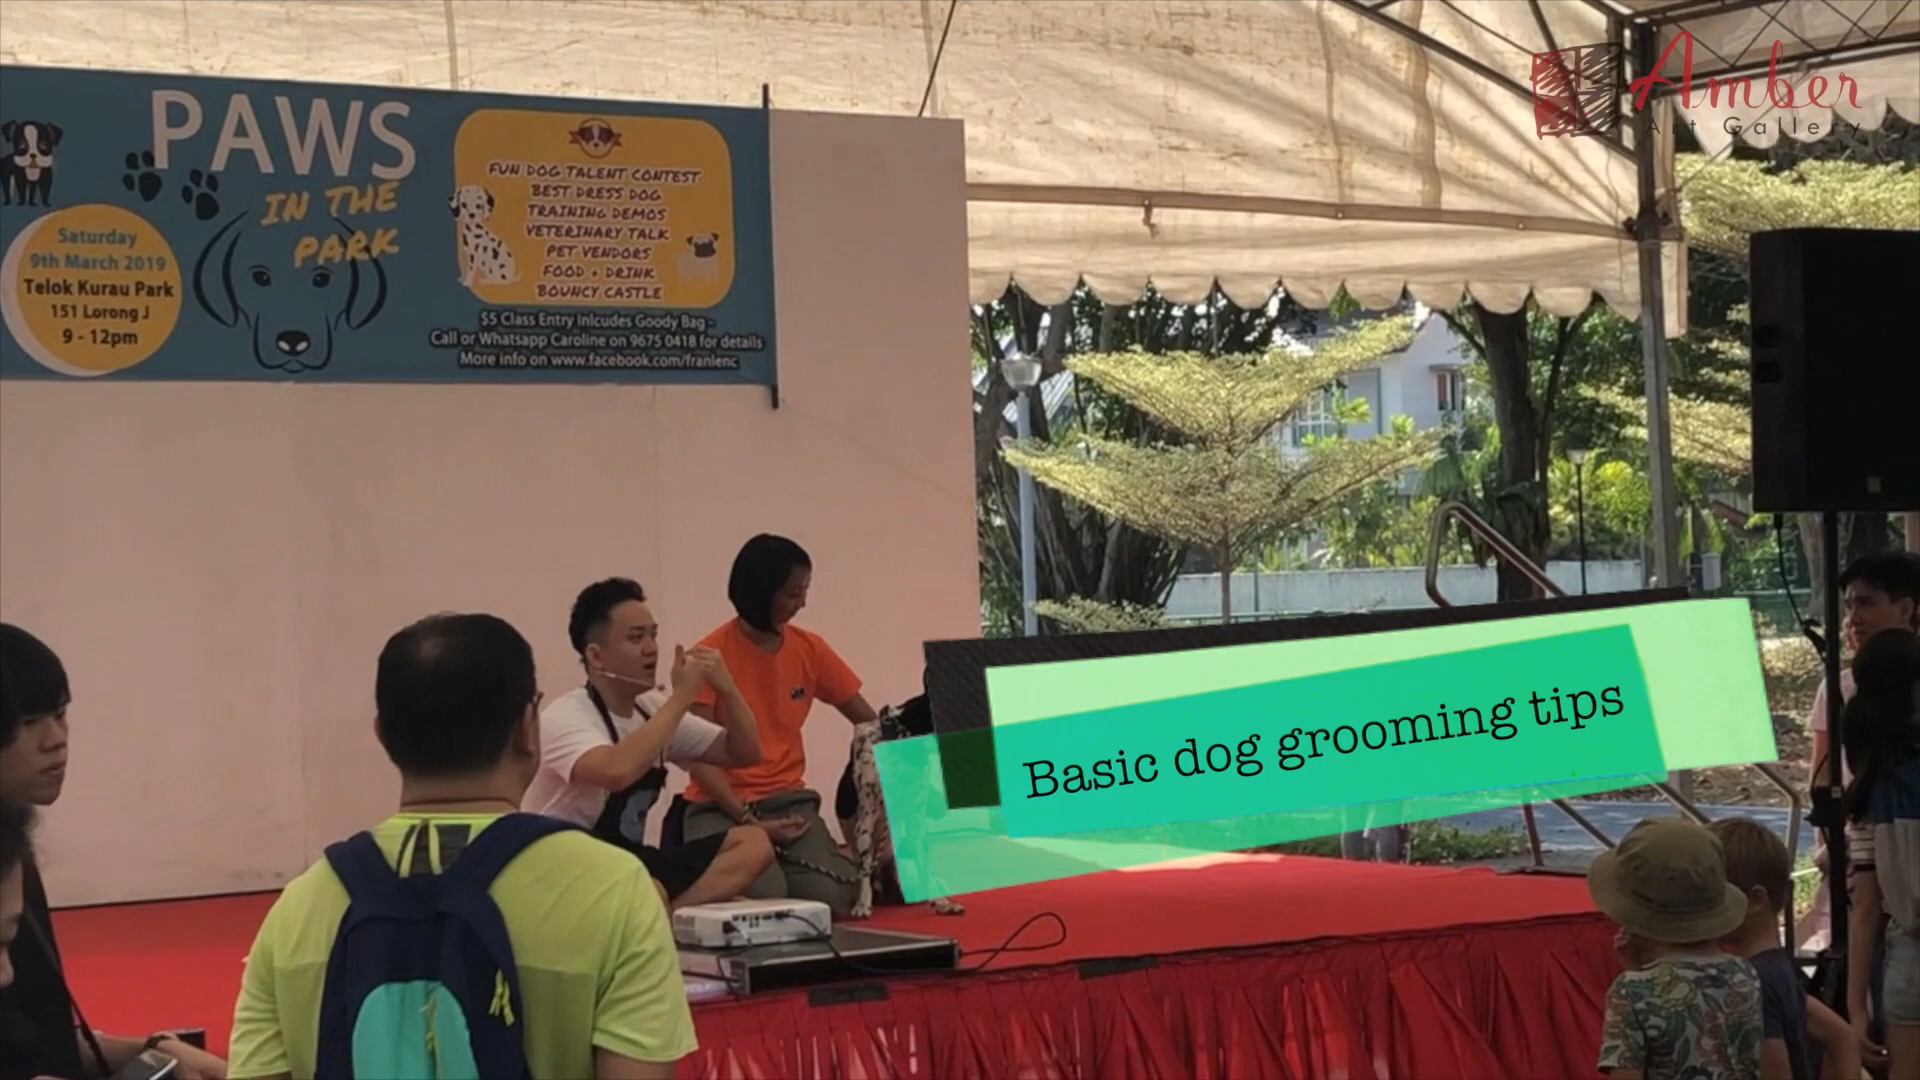 PAWS
IN THE
PARK
Saturday
9th March 2019
Telok Kurau Park
151 Lorong J
9 - 12pm
FUN DOG TALENT CONTEST
BEST DRESS DOG
TRAINING DEMOS
VETERINARY TALK
PET VENDORS
FOOD + DRINK
BOUNCY CASTLE
$5 Class Entry Inlcudes Goody Bag -
Call or Whatsapp Caroline on 9675 0418 for details
More info on www.facebook.com/franlenc
Amber
Art Gallery
Basic dog grooming tips